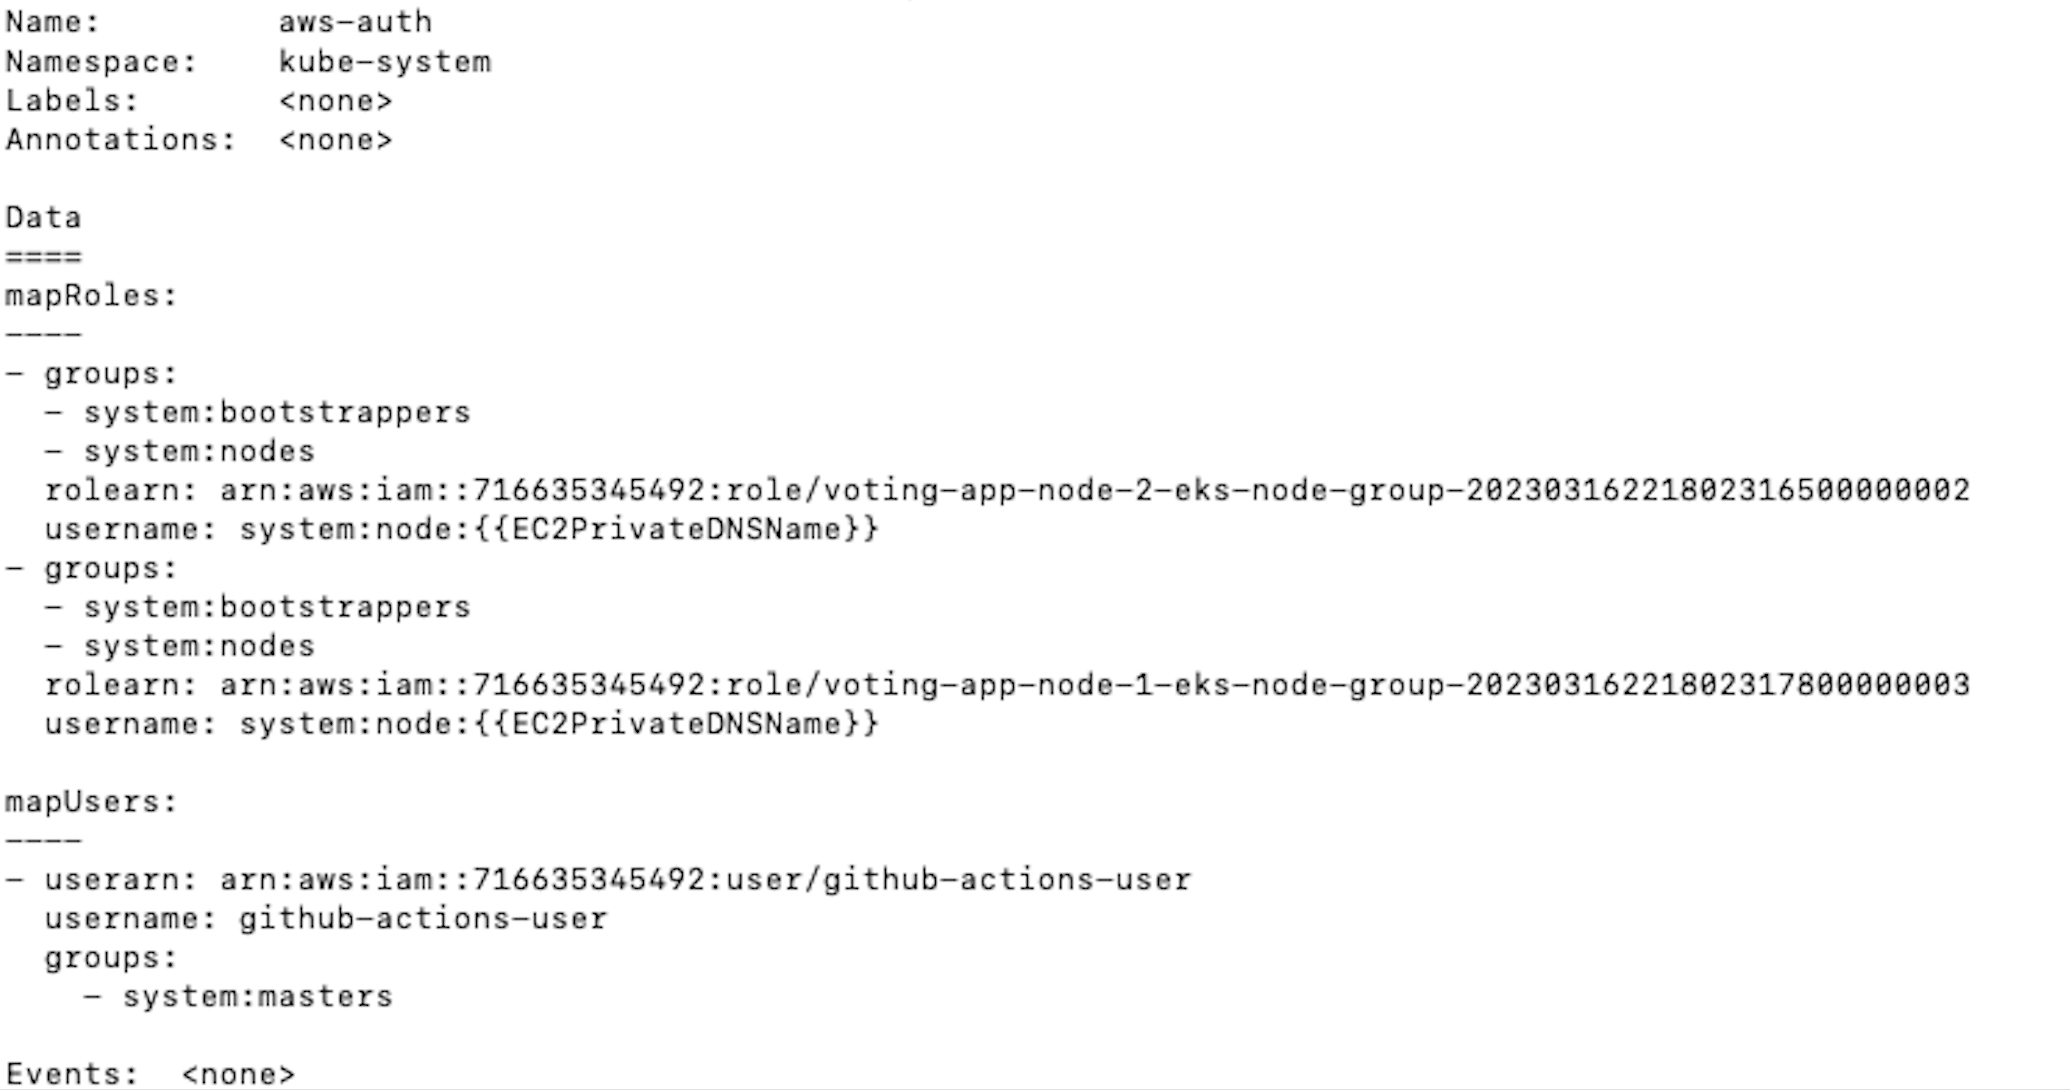 Name:         aws-auth
Namespace:    kube-system
Labels:       <none>
Annotations:  <none>

Data
====
mapRoles:
----
- groups:
  - system:bootstrappers
  - system:nodes
  rolearn: arn:aws:iam::716635345492:role/voting-app-node-2-eks-node-group-20230316221802316500000002
  username: system:node:{{EC2PrivateDNSName}}
- groups:
  - system:bootstrappers
  - system:nodes
  rolearn: arn:aws:iam::716635345492:role/voting-app-node-1-eks-node-group-20230316221802317800000003
  username: system:node:{{EC2PrivateDNSName}}

mapUsers:
----
- userarn: arn:aws:iam::716635345492:user/github-actions-user
  username: github-actions-user
  groups:
    - system:masters

Events:  <none>